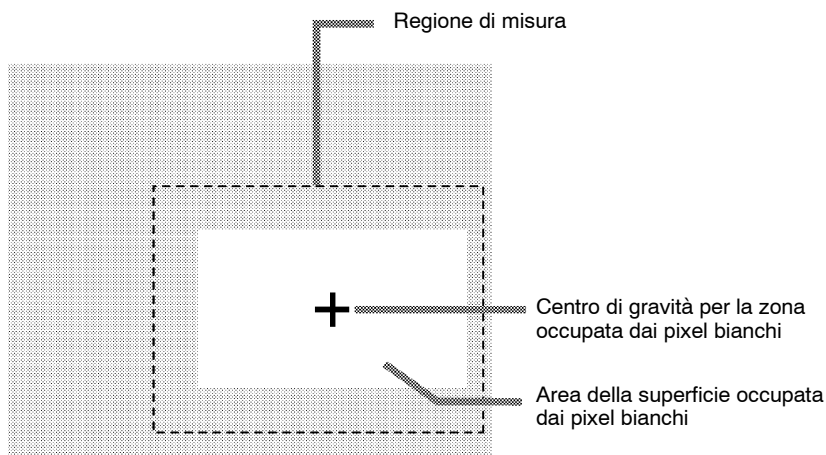 Regione di misura
Centro di gravità per la zona
occupata dai pixel bianchi
Area della superficie occupata
dai pixel bianchi